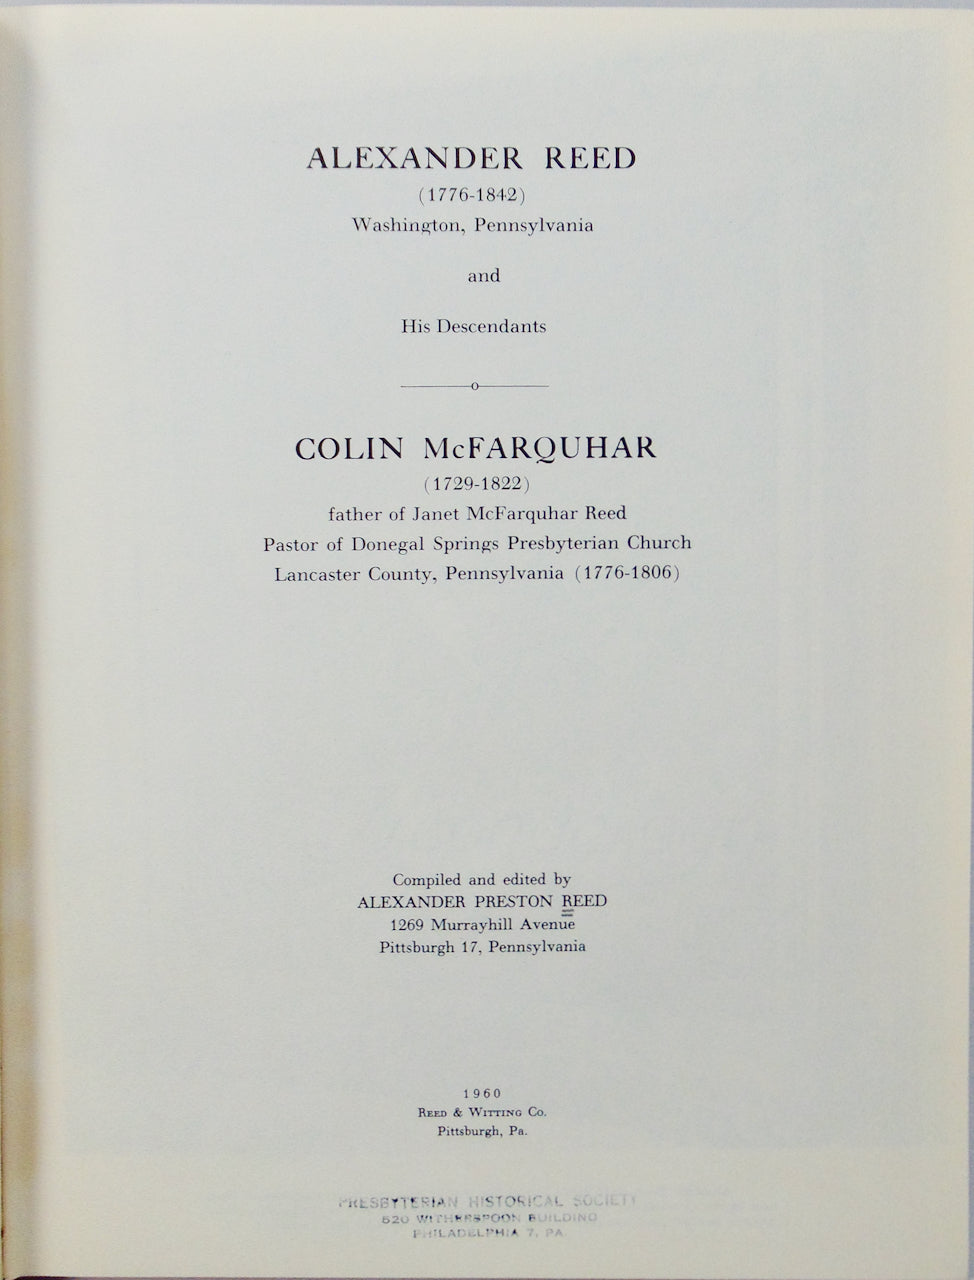 ALEXANDER REED
(1776-1842)
Washington, Pennsylvania
and
His Descendants
o
COLIN McFARQUHAR
(1729-1822)
father of Janet McFarquhar Reed
Pastor of Donegal Springs Presbyterian Church
Lancaster County, Pennsylvania (1776-1806)
Compiled and edited by
ALEXANDER PRESTON REED
1269 Murrayhill Avenue
Pittsburgh 17, Pennsylvania
1960
REED & WITTING CO.
Pittsburgh, Pa.
PRESBYTERIAN HISTORICAL SOCIETY
520 WITHERSPOON BUILDING
PHILADELPHIA 7, PA